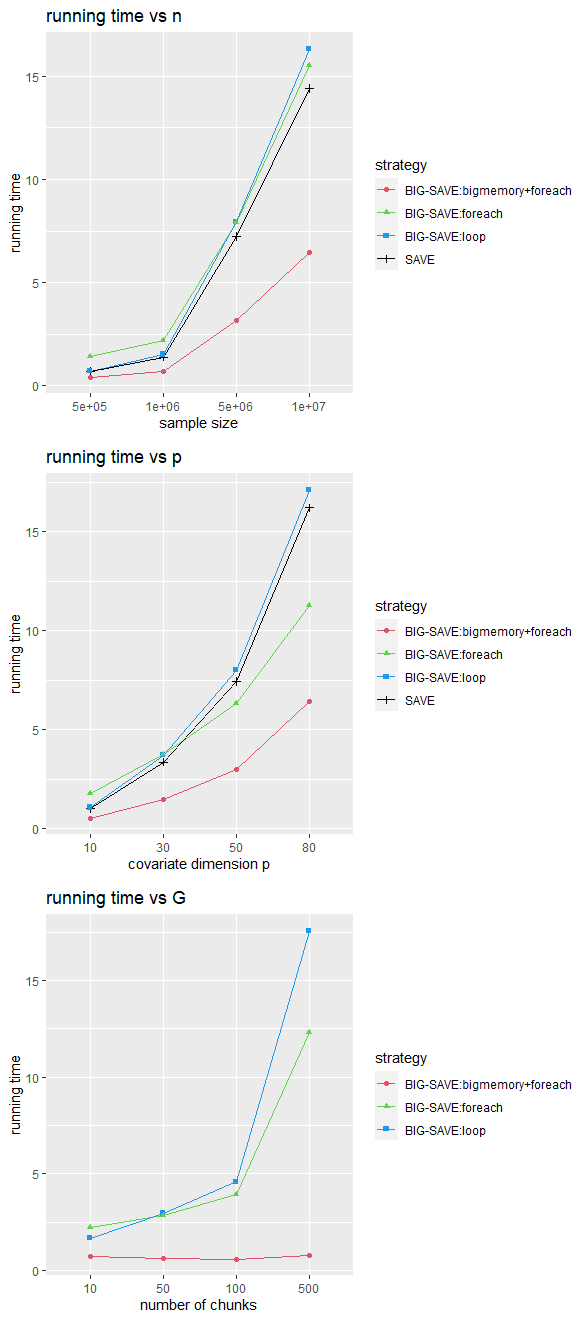 running time vs n
15
10
5
0
running time
5e+05 1e+06 5e+06 1e+07
sample size
strategy
BIG-SAVE:bigmemory+foreach
BIG-SAVE:foreach
BIG-SAVE:loop
SAVE
running time vs p
15
10
5
0
running time
10 30 50 80
covariate dimension p
strategy
BIG-SAVE:bigmemory+foreach
BIG-SAVE:foreach
BIG-SAVE:loop
SAVE
running time vs G
15
10
5
0
running time
10 50 100 500
number of chunks
strategy
BIG-SAVE:bigmemory+foreach
BIG-SAVE:foreach
BIG-SAVE:loop